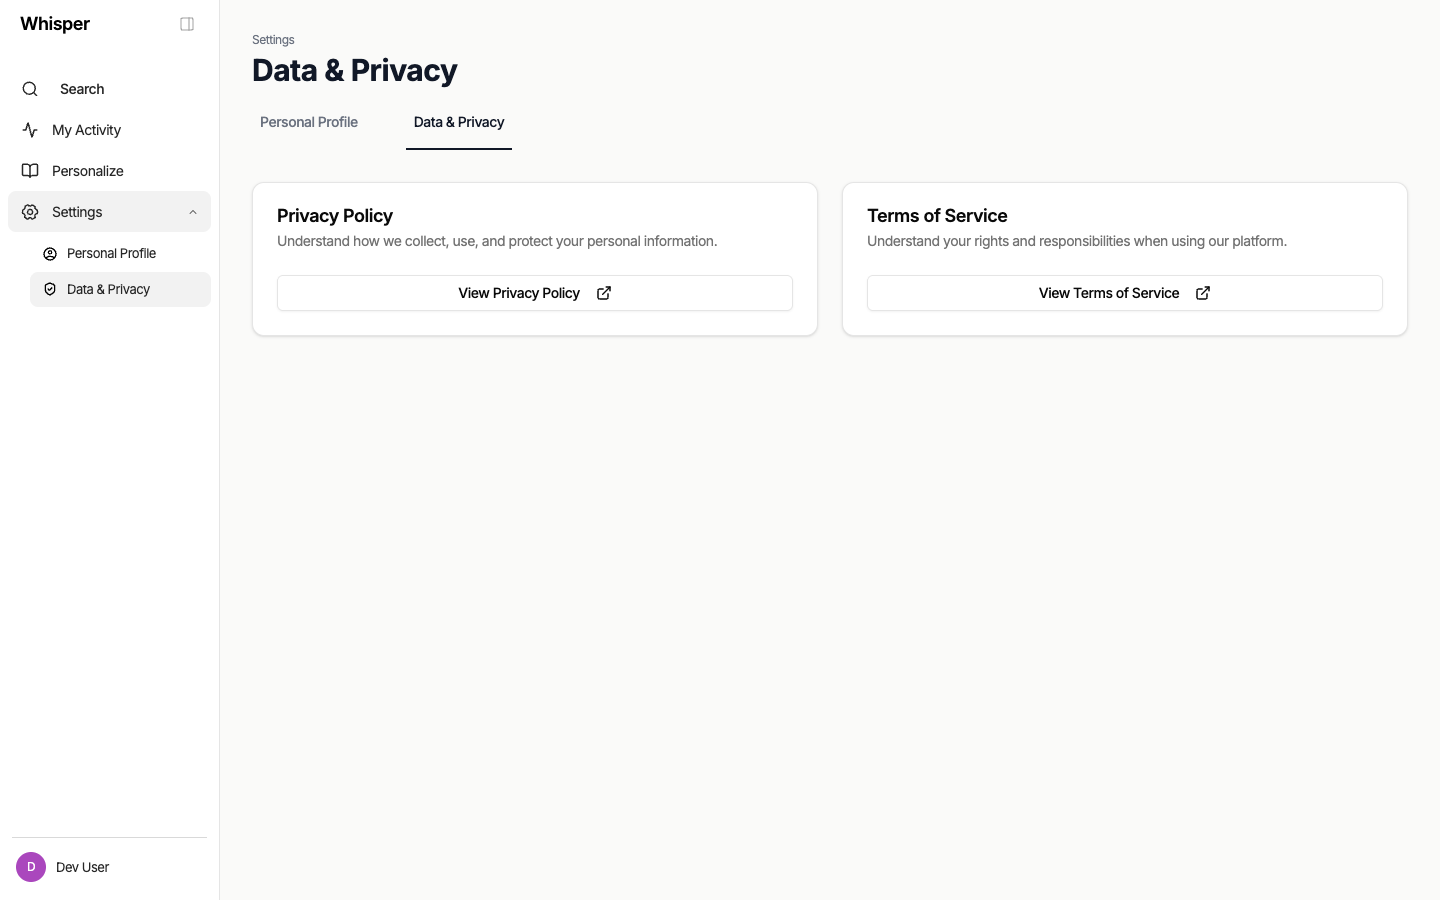 Whisper
Search
My Activity
Personalize
Settings
Personal Profile
Data & Privacy
D
Dev User
Settings
Data & Privacy
Personal Profile
Data & Privacy
Privacy Policy
Understand how we collect, use, and protect your personal information.
View Privacy Policy
Terms of Service
Understand your rights and responsibilities when using our platform.
View Terms of Service